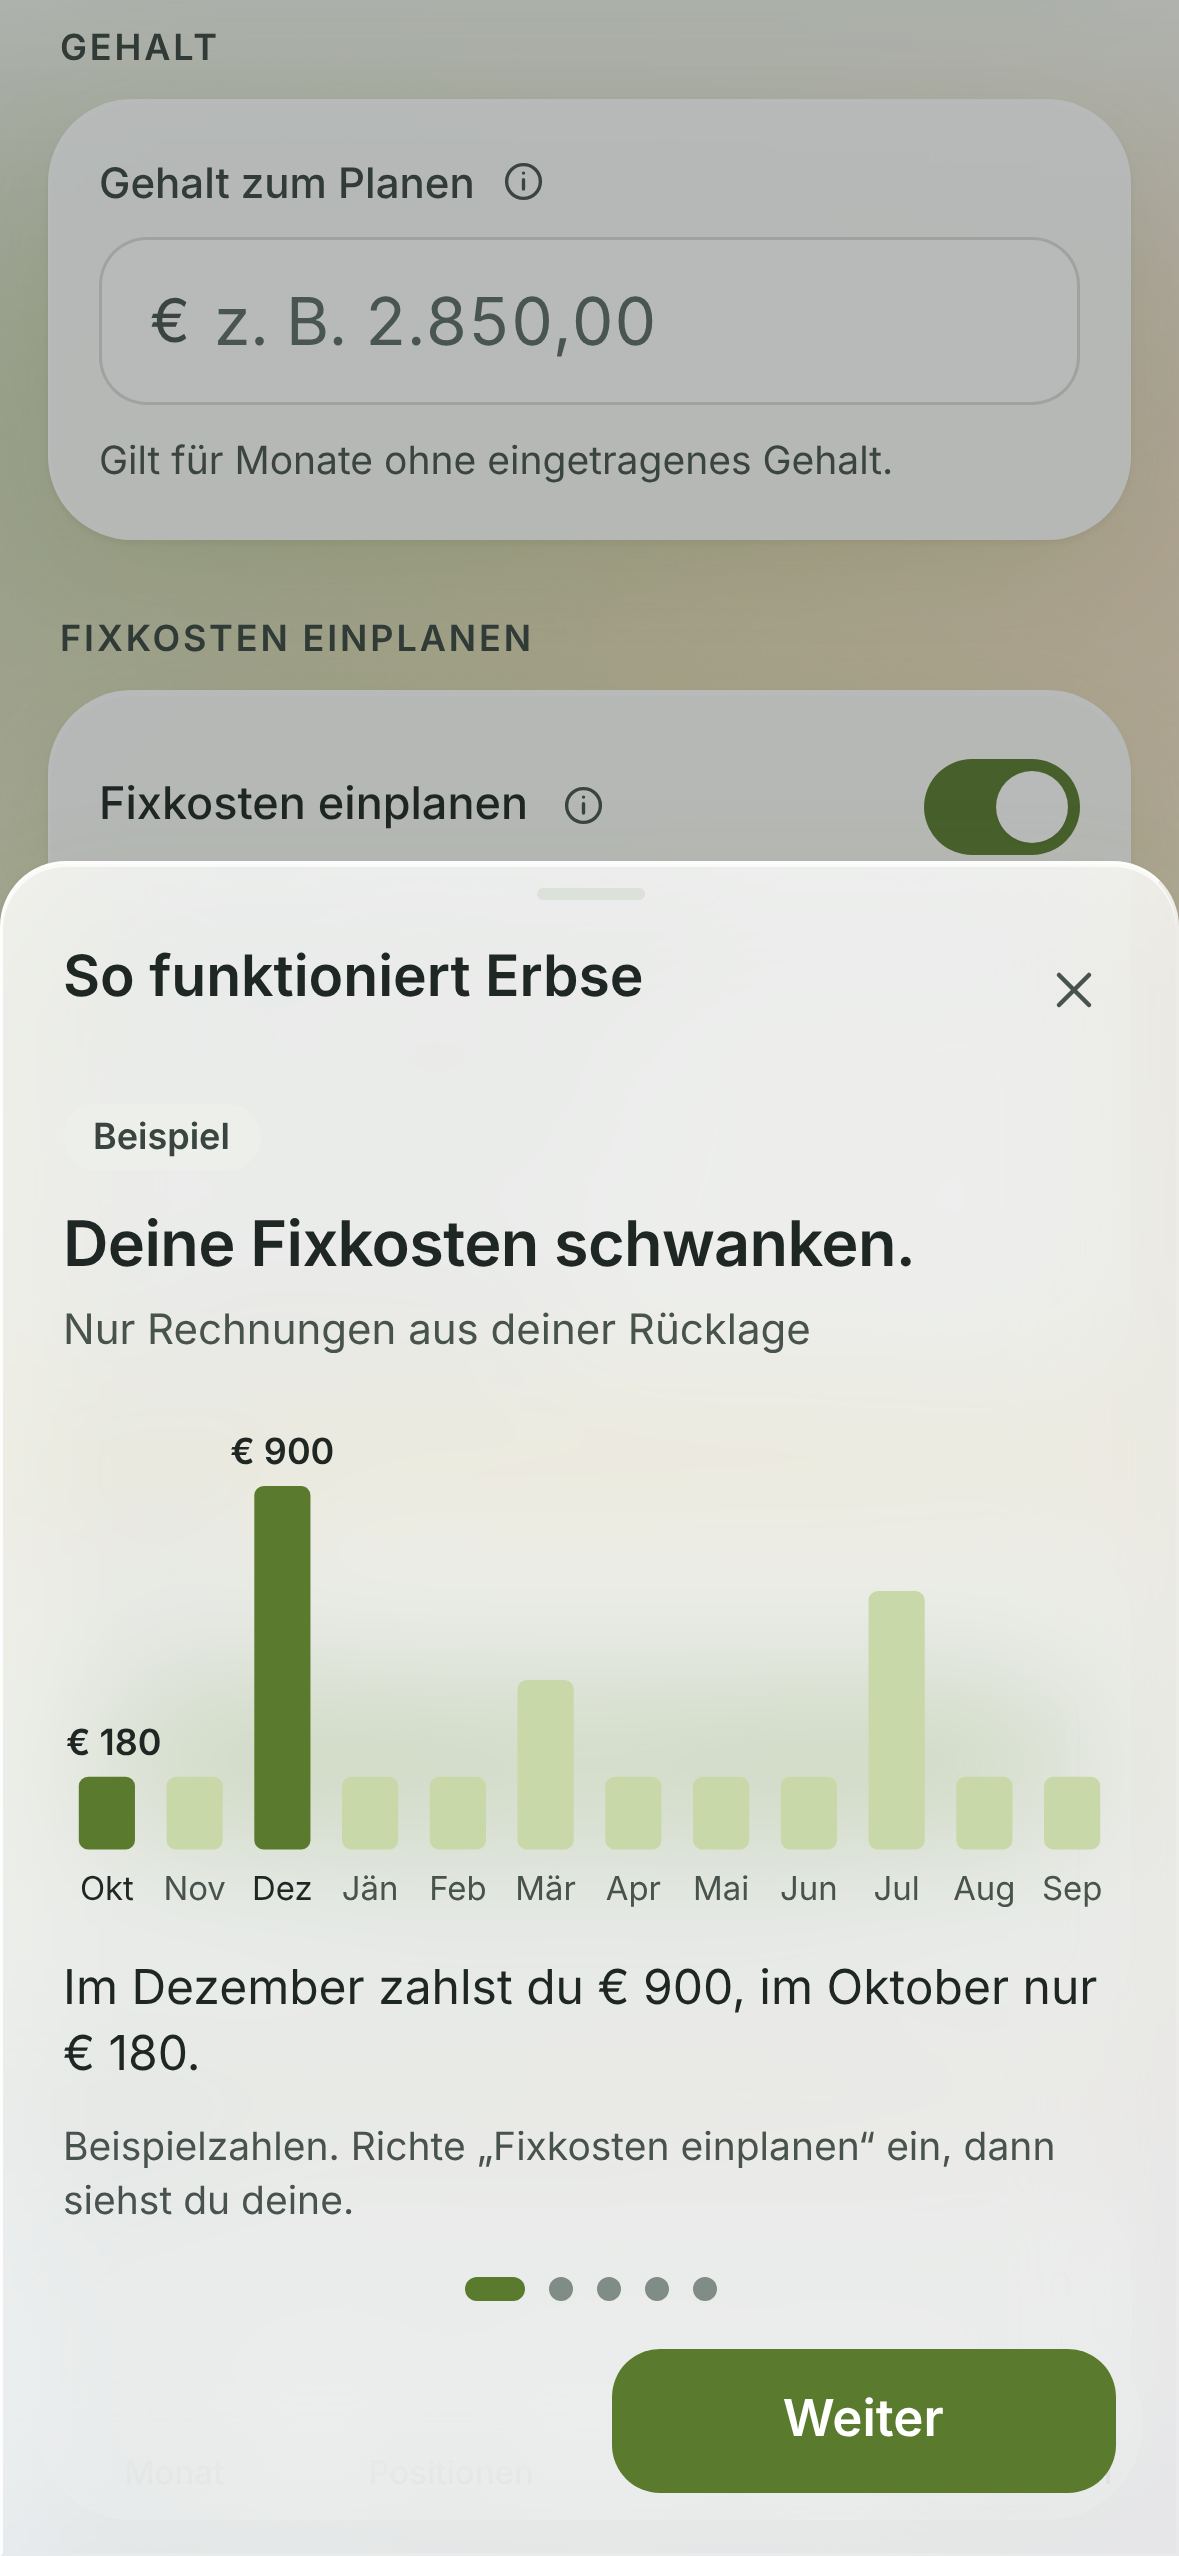 GEHALT
Gehalt zum Planen
€ z. B. 2.850,00
Gilt für Monate ohne eingetragenes Gehalt.
FIXKOSTEN EINPLANEN
Fixkosten einplanen
So funktioniert Erbse
Beispiel
Deine Fixkosten schwanken.
Nur Rechnungen aus deiner Rücklage
€ 900
€ 180
Okt Nov Dez Jän Feb Mär Apr Mai Jun Jul Aug Sep
Im Dezember zahlst du € 900, im Oktober nur
€ 180.
Beispielzahlen. Richte „Fixkosten einplanen“ ein, dann
siehst du deine.
Weiter
Monat Positionen